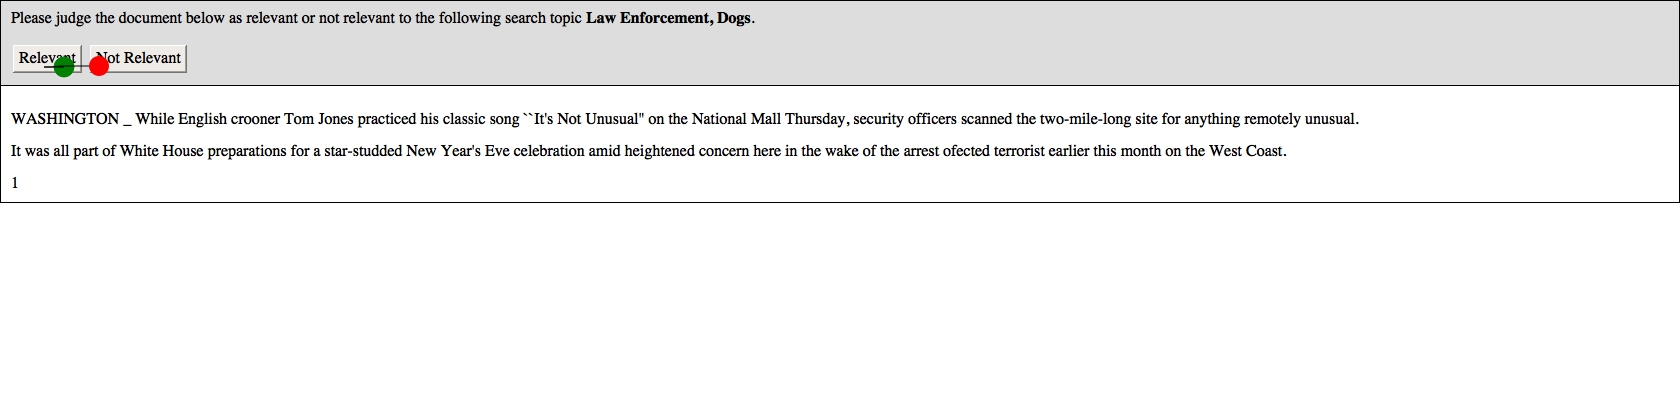 Please judge the document below as relevant or not relevant to the following search topic Law Enforcement, Dogs.
Relevant Not Relevant
WASHINGTON _ While English crooner Tom Jones practiced his classic song ``It's Not Unusual" on the National Mall Thursday, security officers scanned the two-mile-long site for anything remotely unusual.
It was all part of White House preparations for a star-studded New Year's Eve celebration amid heightened concern here in the wake of the arrest ofected terrorist earlier this month on the West Coast.
1